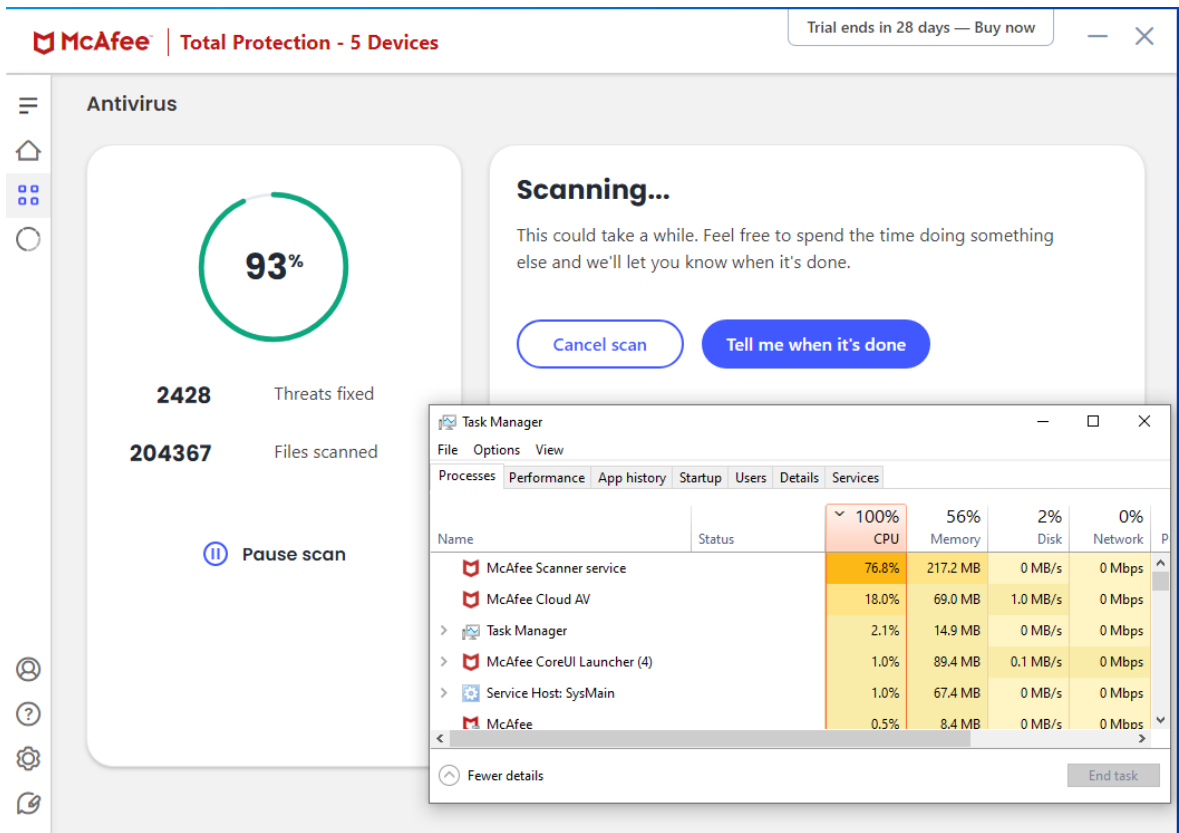 McAfee™ | Total Protection - 5 Devices
Trial ends in 28 days — Buy now
Antivirus
93%
2428 Threats fixed
204367 Files scanned
Pause scan
Scanning...
This could take a while. Feel free to spend the time doing something
else and we'll let you know when it's done.
Cancel scan
Tell me when it's done
Task Manager
File Options View
Processes Performance App history Startup Users Details Services
100% 56% 2% 0%
Name Status CPU Memory Disk Network P
McAfee Scanner service 76.8% 217.2 MB 0 MB/s 0 Mbps
McAfee Cloud AV 18.0% 69.0 MB 1.0 MB/s 0 Mbps
Task Manager 2.1% 14.9 MB 0 MB/s 0 Mbps
McAfee CoreUI Launcher (4) 1.0% 89.4 MB 0.1 MB/s 0 Mbps
Service Host: SysMain 1.0% 67.4 MB 0 MB/s 0 Mbps
McAfee 0.5% 8.4 MB 0 MB/s 0 Mbps
Fewer details
End task